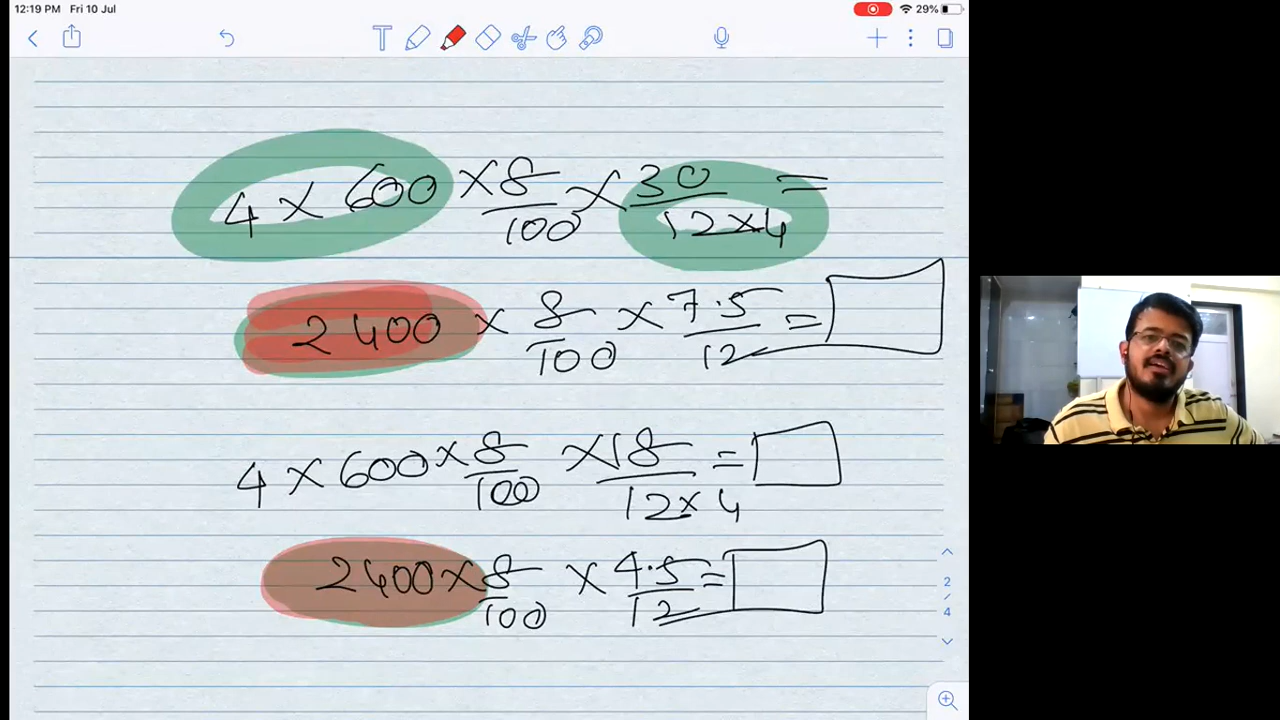 12:19 PM Fri 10 Jul
29%
T
4 × 600 × 8/100 × 30/12×4 =
2400 × 8/100 × 7.5/12 =
4 × 600 × 8/100 × 18/12×4 =
2400 × 8/100 × 4.5/12 =
2
/
4